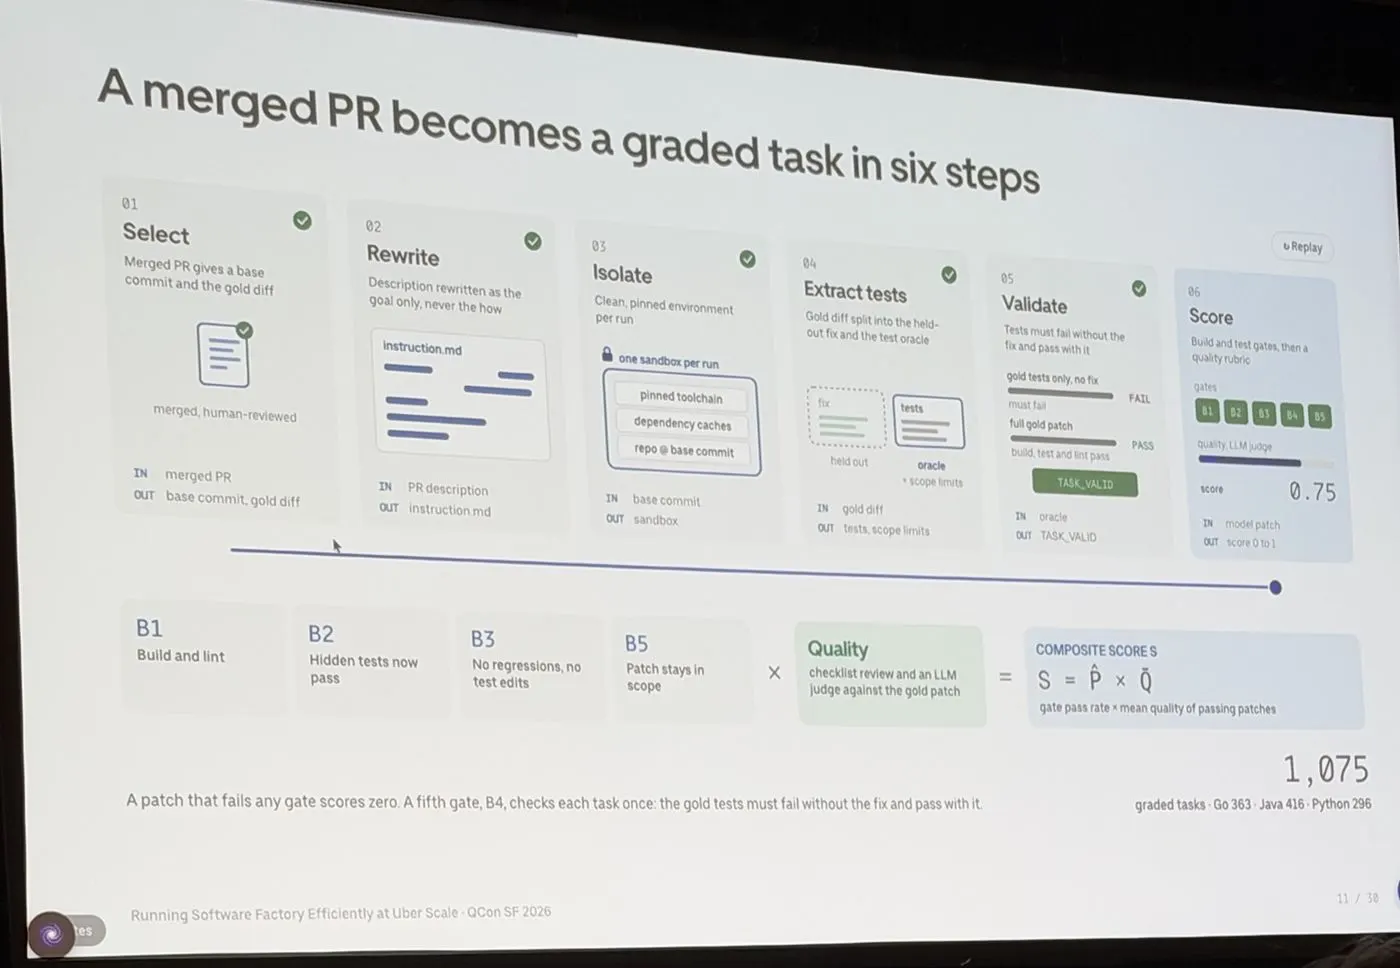 A merged PR becomes a graded task in six steps
↻ Replay
01
Select
Merged PR gives a base
commit and the gold diff
merged, human-reviewed
IN merged PR
OUT base commit, gold diff
02
Rewrite
Description rewritten as the
goal only, never the how
instruction.md
IN PR description
OUT instruction.md
03
Isolate
Clean, pinned environment
per run
one sandbox per run
pinned toolchain
dependency caches
repo @ base commit
IN base commit
OUT sandbox
04
Extract tests
Gold diff split into the held-
out fix and the test oracle
fix
tests
held out
oracle
+ scope limits
IN gold diff
OUT tests, scope limits
05
Validate
Tests must fail without the
fix and pass with it
gold tests only, no fix
FAIL
must fail
full gold patch
PASS
build, test and lint pass
TASK_VALID
IN oracle
OUT TASK_VALID
06
Score
Build and test gates, then a
quality rubric
gates
B1 B2 B3 B4 B5
quality, LLM judge
score 0.75
IN model patch
OUT score 0 to 1
B1
Build and lint
B2
Hidden tests now
pass
B3
No regressions, no
test edits
B5
Patch stays in
scope
×
Quality
checklist review and an LLM
judge against the gold patch
=
COMPOSITE SCORE S
S = P̂ × Q̄
gate pass rate × mean quality of passing patches
A patch that fails any gate scores zero. A fifth gate, B4, checks each task once: the gold tests must fail without the fix and pass with it.
1,075
graded tasks · Go 363 · Java 416 · Python 296
Running Software Factory Efficiently at Uber Scale · QCon SF 2026
11 / 30